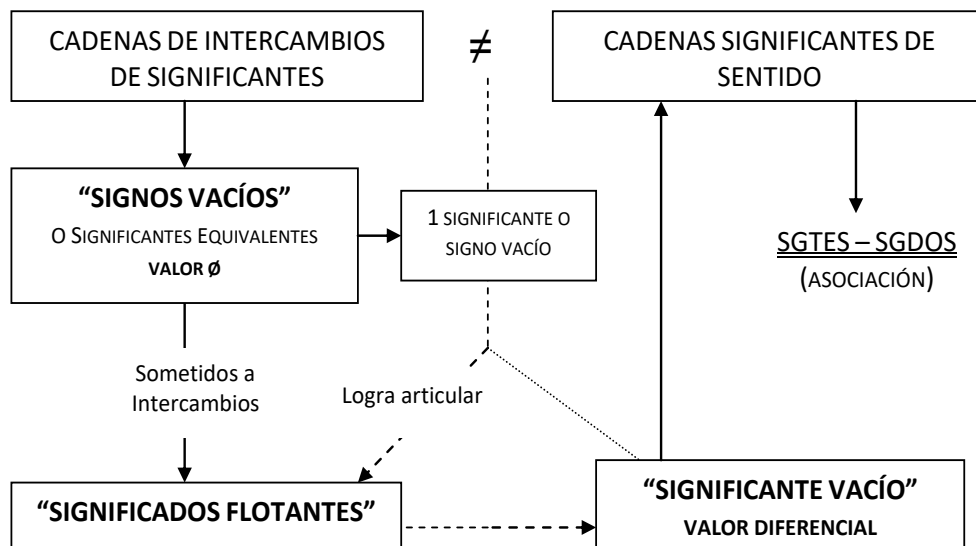 CADENAS DE INTERCAMBIOS
DE SIGNIFICANTES
≠
CADENAS SIGNIFICANTES DE
SENTIDO
“SIGNOS VACÍOS”
O SIGNIFICANTES EQUIVALENTES
VALOR Ø
1 SIGNIFICANTE O
SIGNO VACÍO
SGTES – SGDOS
(ASOCIACIÓN)
Sometidos a
Intercambios
Logra articular
“SIGNIFICADOS FLOTANTES”
“SIGNIFICANTE VACÍO”
VALOR DIFERENCIAL